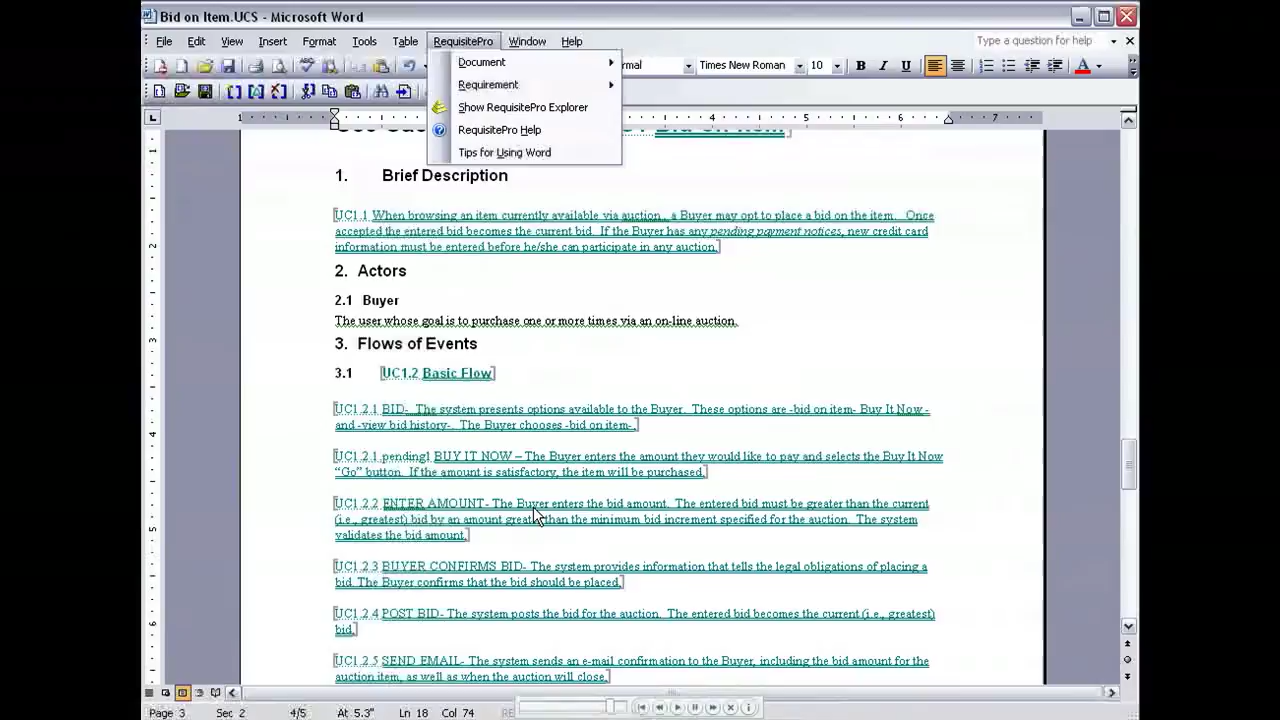 Bid on Item.UCS - Microsoft Word
File Edit View Insert Format Tools Table RequisitePro Window Help Type a question for help
Times New Roman 10 B I U A
Document
Requirement
Show RequisitePro Explorer
RequisitePro Help
Tips for Using Word
1 4 5 6 7
1. Brief Description
UC1.1 When browsing an item currently available via auction., a Buyer may opt to place a bid on the item. Once
accepted the entered bid becomes the current bid. If the Buyer has any pending payment notices, new credit card
information must be entered before he/she can participate in any auction.
2. Actors
2.1 Buyer
The user whose goal is to purchase one or more times via an on-line auction.
3. Flows of Events
3.1 UC1.2 Basic Flow
UC1.2.1 BID- The system presents options available to the Buyer. These options are -bid on item- Buy It Now -
and -view bid history-. The Buyer chooses -bid on item-.
UC1.2.1.pending1 BUY IT NOW – The Buyer enters the amount they would like to pay and selects the Buy It Now
“Go” button. If the amount is satisfactory, the item will be purchased.
UC1.2.2 ENTER AMOUNT- The Buyer enters the bid amount. The entered bid must be greater than the current
(i.e., greatest) bid by an amount greater than the minimum bid increment specified for the auction. The system
validates the bid amount.
UC1.2.3 BUYER CONFIRMS BID- The system provides information that tells the legal obligations of placing a
bid. The Buyer confirms that the bid should be placed.
UC1.2.4 POST BID- The system posts the bid for the auction. The entered bid becomes the current (i.e., greatest)
bid.
UC1.2.5 SEND EMAIL- The system sends an e-mail confirmation to the Buyer, including the bid amount for the
auction item, as well as when the auction will close.
Page 3 Sec 2 4/5 At 5.3" Ln 18 Col 74